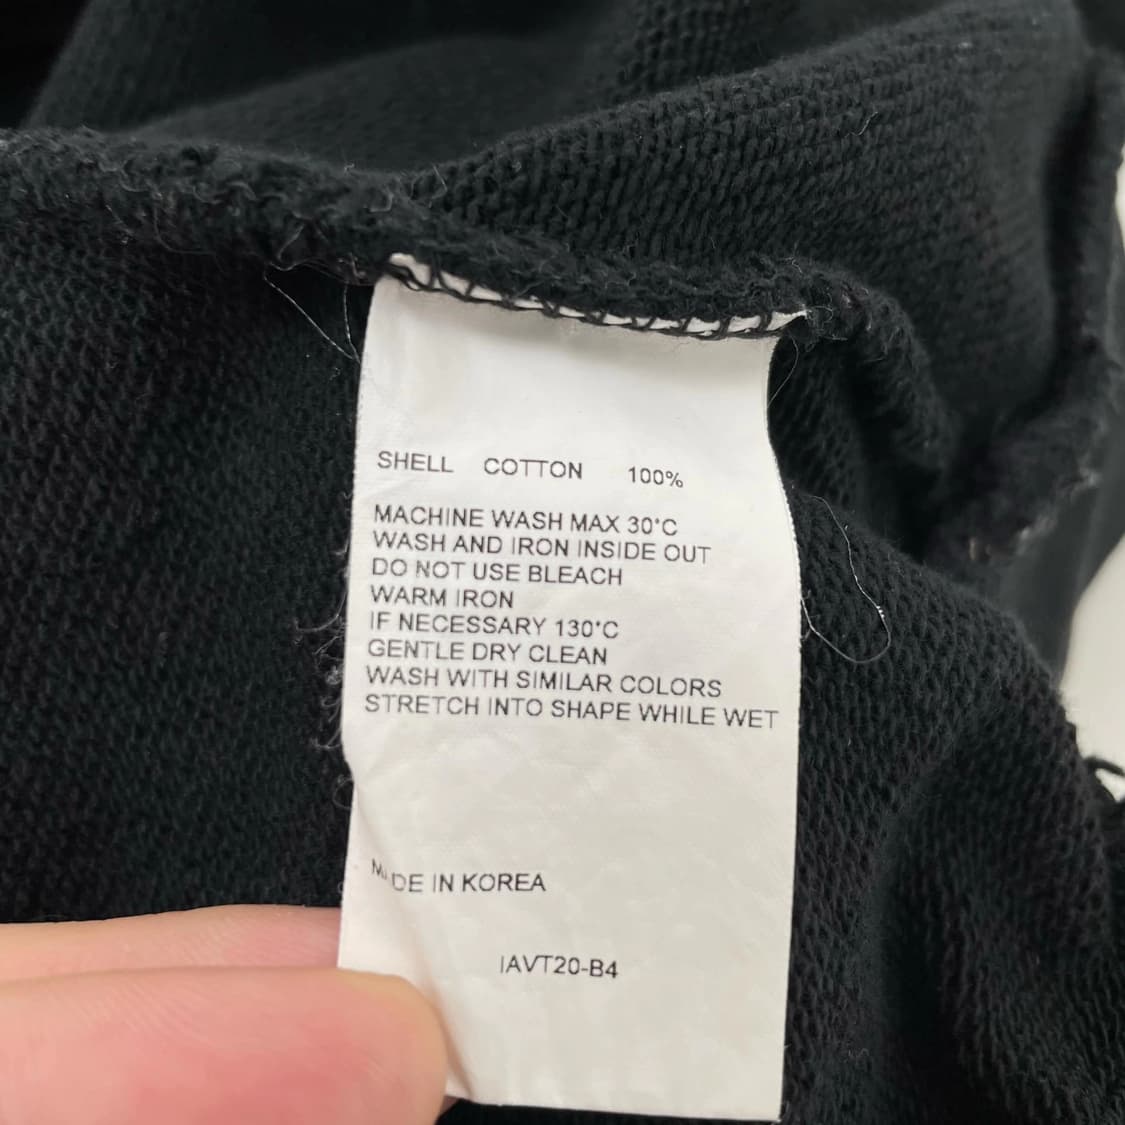 SHELL COTTON 100%
MACHINE WASH MAX 30°C
WASH AND IRON INSIDE OUT
DO NOT USE BLEACH
WARM IRON
IF NECESSARY 130°C
GENTLE DRY CLEAN
WASH WITH SIMILAR COLORS
STRETCH INTO SHAPE WHILE WET
MADE IN KOREA
IAVT20-B4